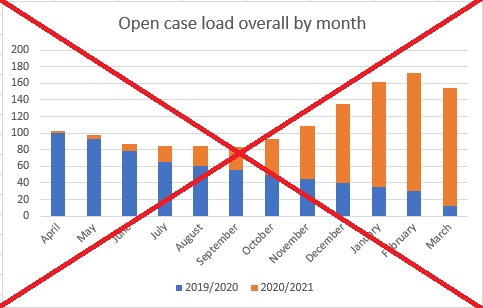 Open case load overall by month
200
180
160
140
120
100
80
60
40
20
0
April
May
June
July
August
September
October
November
December
January
February
March
2019/2020
2020/2021